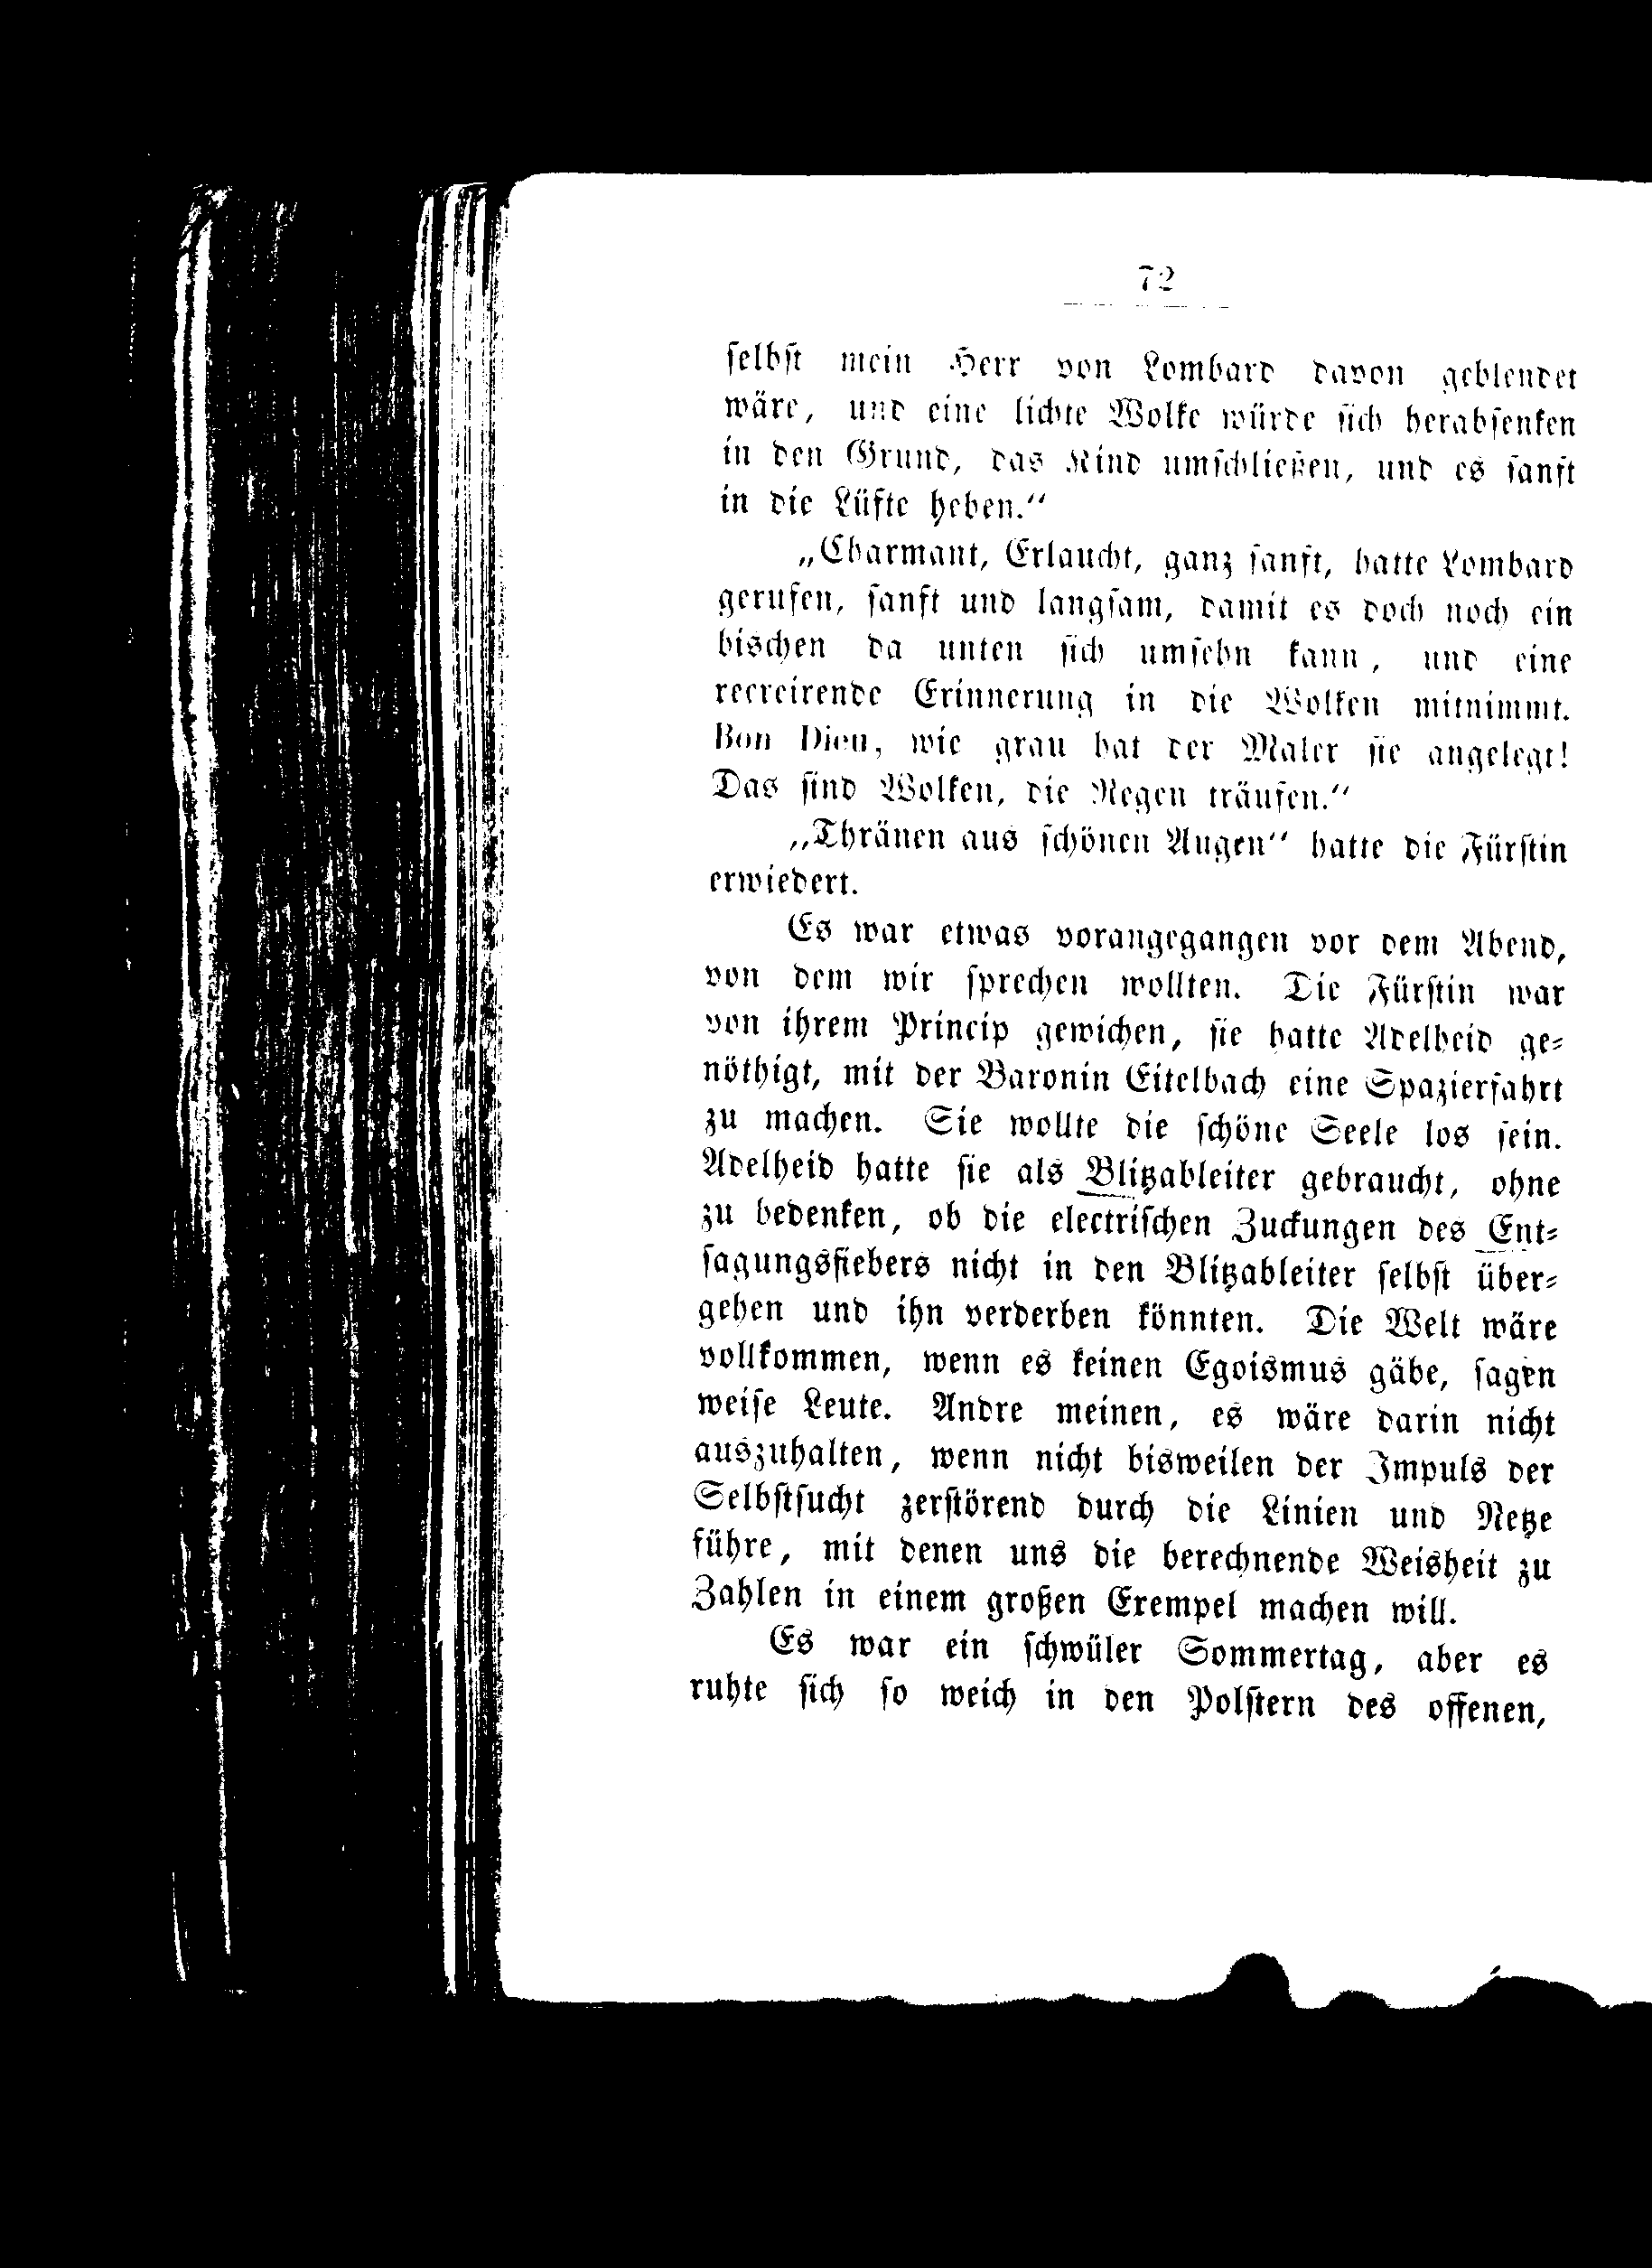 72
ſelbſt mein Herr von Lombard davon geblendet
wäre, und eine lichte Wolke würde ſich herabſenken
in den Grund, das Kind umſchließen, und es ſanft
in die Lüfte heben.“
„Charmant, Erlaucht, ganz ſanft, hatte Lombard
gerufen, ſanft und langſam, damit es doch noch ein
bischen da unten ſich umſehn kann, und eine
recreirende Erinnerung in die Wolken mitnimmt.
Bon Dieu, wie grau hat der Maler ſie angelegt!
Das ſind Wolken, die Regen träufen.“
„Thränen aus ſchönen Augen“ hatte die Fürſtin
erwiedert.
Es war etwas vorangegangen vor dem Abend,
von dem wir ſprechen wollten. Die Fürſtin war
von ihrem Princip gewichen, ſie hatte Adelheid ge⸗
nöthigt, mit der Baronin Eitelbach eine Spazierfahrt
zu machen. Sie wollte die ſchöne Seele los ſein.
Adelheid hatte ſie als Blitzableiter gebraucht, ohne
zu bedenken, ob die electriſchen Zuckungen des Ent⸗
ſagungsfiebers nicht in den Blitzableiter ſelbſt über⸗
gehen und ihn verderben könnten. Die Welt wäre
vollkommen, wenn es keinen Egoismus gäbe, ſagen
weiſe Leute. Andre meinen, es wäre darin nicht
auszuhalten, wenn nicht bisweilen der Impuls der
Selbſtſucht zerſtörend durch die Linien und Netze
führe, mit denen uns die berechnende Weisheit zu
Zahlen in einem großen Exempel machen will.
Es war ein ſchwüler Sommertag, aber es
ruhte ſich ſo weich in den Polſtern des offenen,